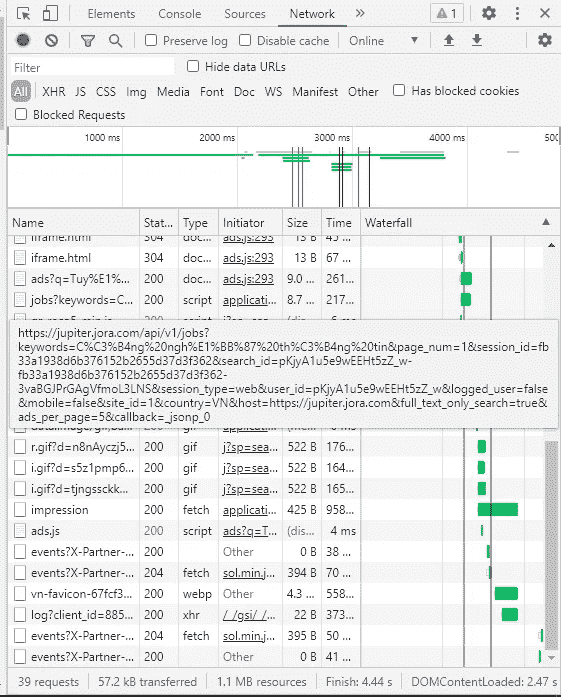 Elements Console Sources Network » 1
Preserve log Disable cache Online
Filter Hide data URLs
All XHR JS CSS Img Media Font Doc WS Manifest Other Has blocked cookies
Blocked Requests
1000 ms 2000 ms 3000 ms 4000 ms 500
Name Stat... Type Initiator Size Time Waterfall
iframe.html 304 doc... ads.js:293 13 B 45 ...
iframe.html 304 doc... ads.js:293 13 B 67 ...
ads?q=Tuy%E1%... 200 doc... ads.js:293 9.0 ... 261...
jobs?keywords=C... 200 script applicati... 8.7 ... 217...
https://jupiter.jora.com/api/v1/jobs?
keywords=C%C3%B4ng%20ngh%E1%BB%87%20th%C3%B4ng%20tin&page_num=1&session_id=fb
33a1938d6b376152b2655d37d3f362&search_id=pKjyA1u5e9wEEHt5zZ_w-
fb33a1938d6b376152b2655d37d3f362-
3vaBGJPrGAgVfmoL3LNS&session_type=web&user_id=pKjyA1u5e9wEEHt5zZ_w&logged_user=false
&mobile=false&site_id=1&country=VN&host=https://jupiter.jora.com&full_text_only_search=true&
ads_per_page=5&callback=_jsonp_0
r.gif?d=n8nAyczj5... 200 gif j?sp=sea... 522 B 176...
i.gif?d=s5z1pmp6... 200 gif j?sp=sea... 522 B 164...
i.gif?d=tjngssckk... 200 gif j?sp=sea... 522 B 165...
impression 200 fetch applicati... 425 B 958...
ads.js 200 script ads?q=T... (dis... 4 ms
events?X-Partner-... 200 Other 0 B 38 ...
events?X-Partner-... 204 fetch sol.min.j... 394 B 70 ...
vn-favicon-67fcf3... 200 webp Other 4.3 ... 558...
log?client_id=885... 200 xhr /_/gsi/_/... 22 B 373...
events?X-Partner-... 204 fetch sol.min.j... 395 B 50 ...
events?X-Partner-... 200 Other 0 B 41 ...
39 requests 57.2 kB transferred 1.1 MB resources Finish: 4.44 s DOMContentLoaded: 2.47 s